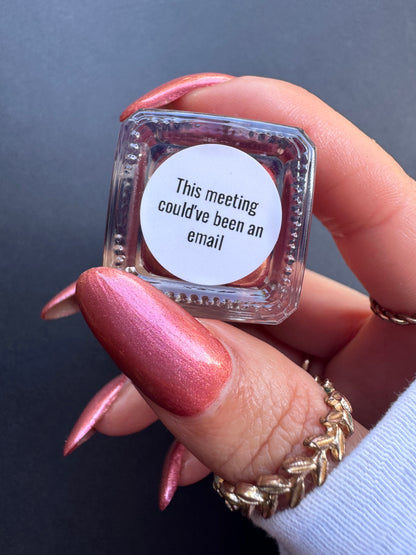 This meeting
could've been an
email